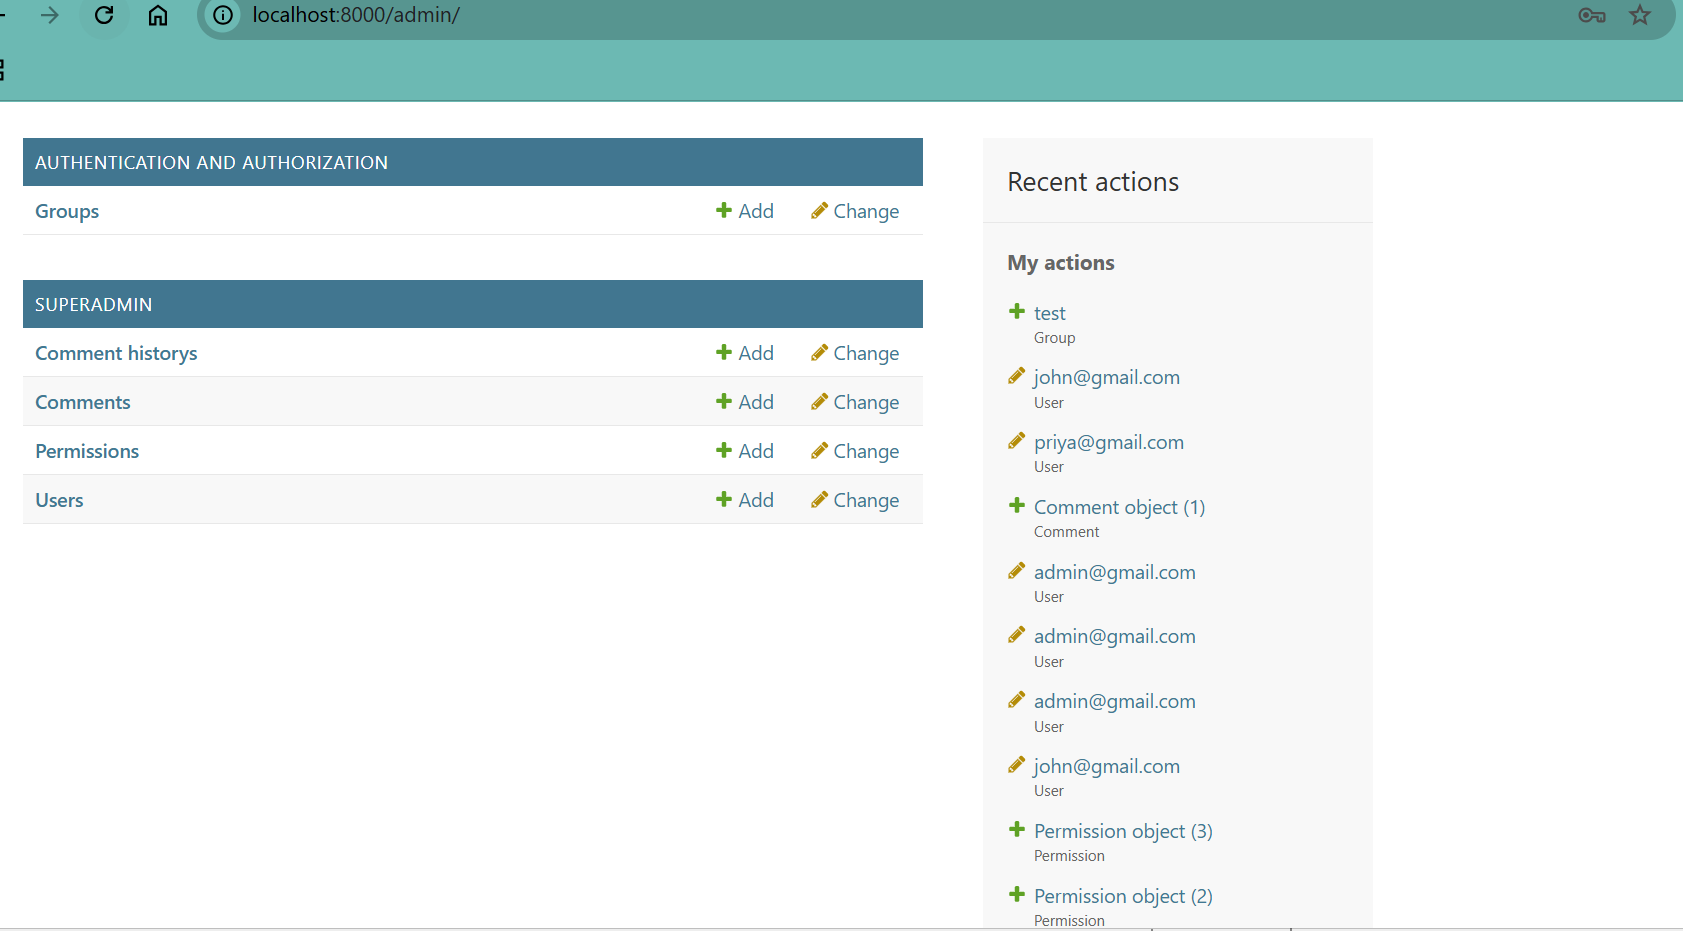 localhost:8000/admin/
AUTHENTICATION AND AUTHORIZATION
Groups Add Change
SUPERADMIN
Comment historys Add Change
Comments Add Change
Permissions Add Change
Users Add Change
Recent actions
My actions
test
Group
john@gmail.com
User
priya@gmail.com
User
Comment object (1)
Comment
admin@gmail.com
User
admin@gmail.com
User
admin@gmail.com
User
john@gmail.com
User
Permission object (3)
Permission
Permission object (2)
Permission